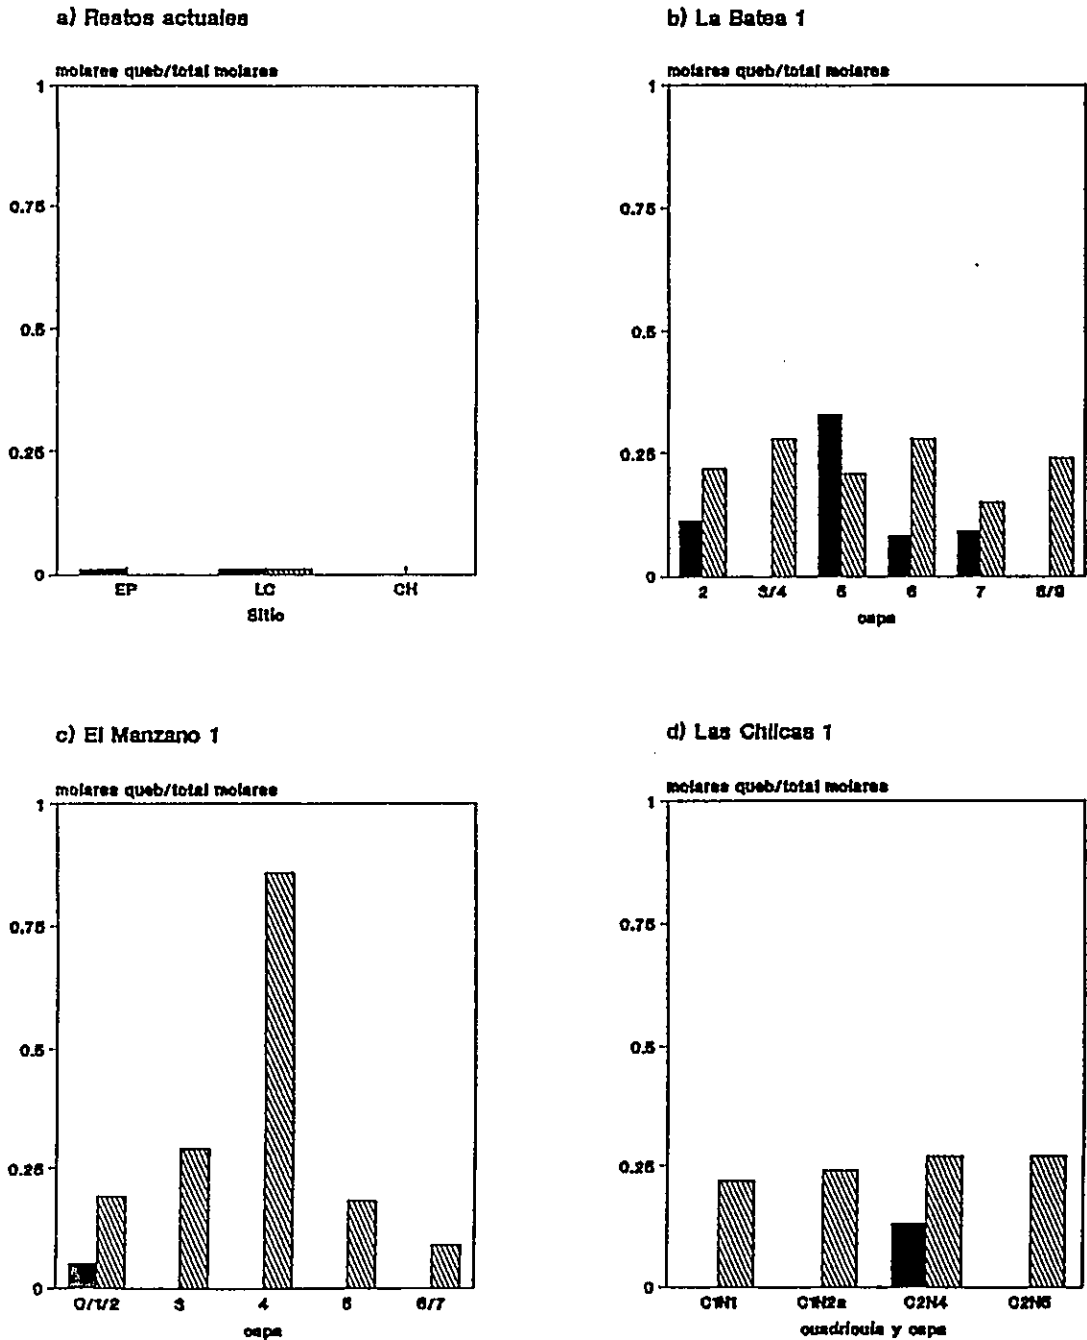 a) Restos actuales
molares queb/total molares
1
0.75
0.5
0.25
0
EP LC CH
Sitio
b) La Batea 1
molares queb/total molares
1
0.75
0.5
0.25
0
2 3/4 5 6 7 8/9
capa
c) El Manzano 1
molares queb/total molares
1
0.75
0.5
0.25
0
0/1/2 3 4 5 6/7
capa
d) Las Chilcas 1
molares queb/total molares
1
0.75
0.5
0.25
0
C1N1 C1N2a C2N4 C2N5
cuadricula y capa